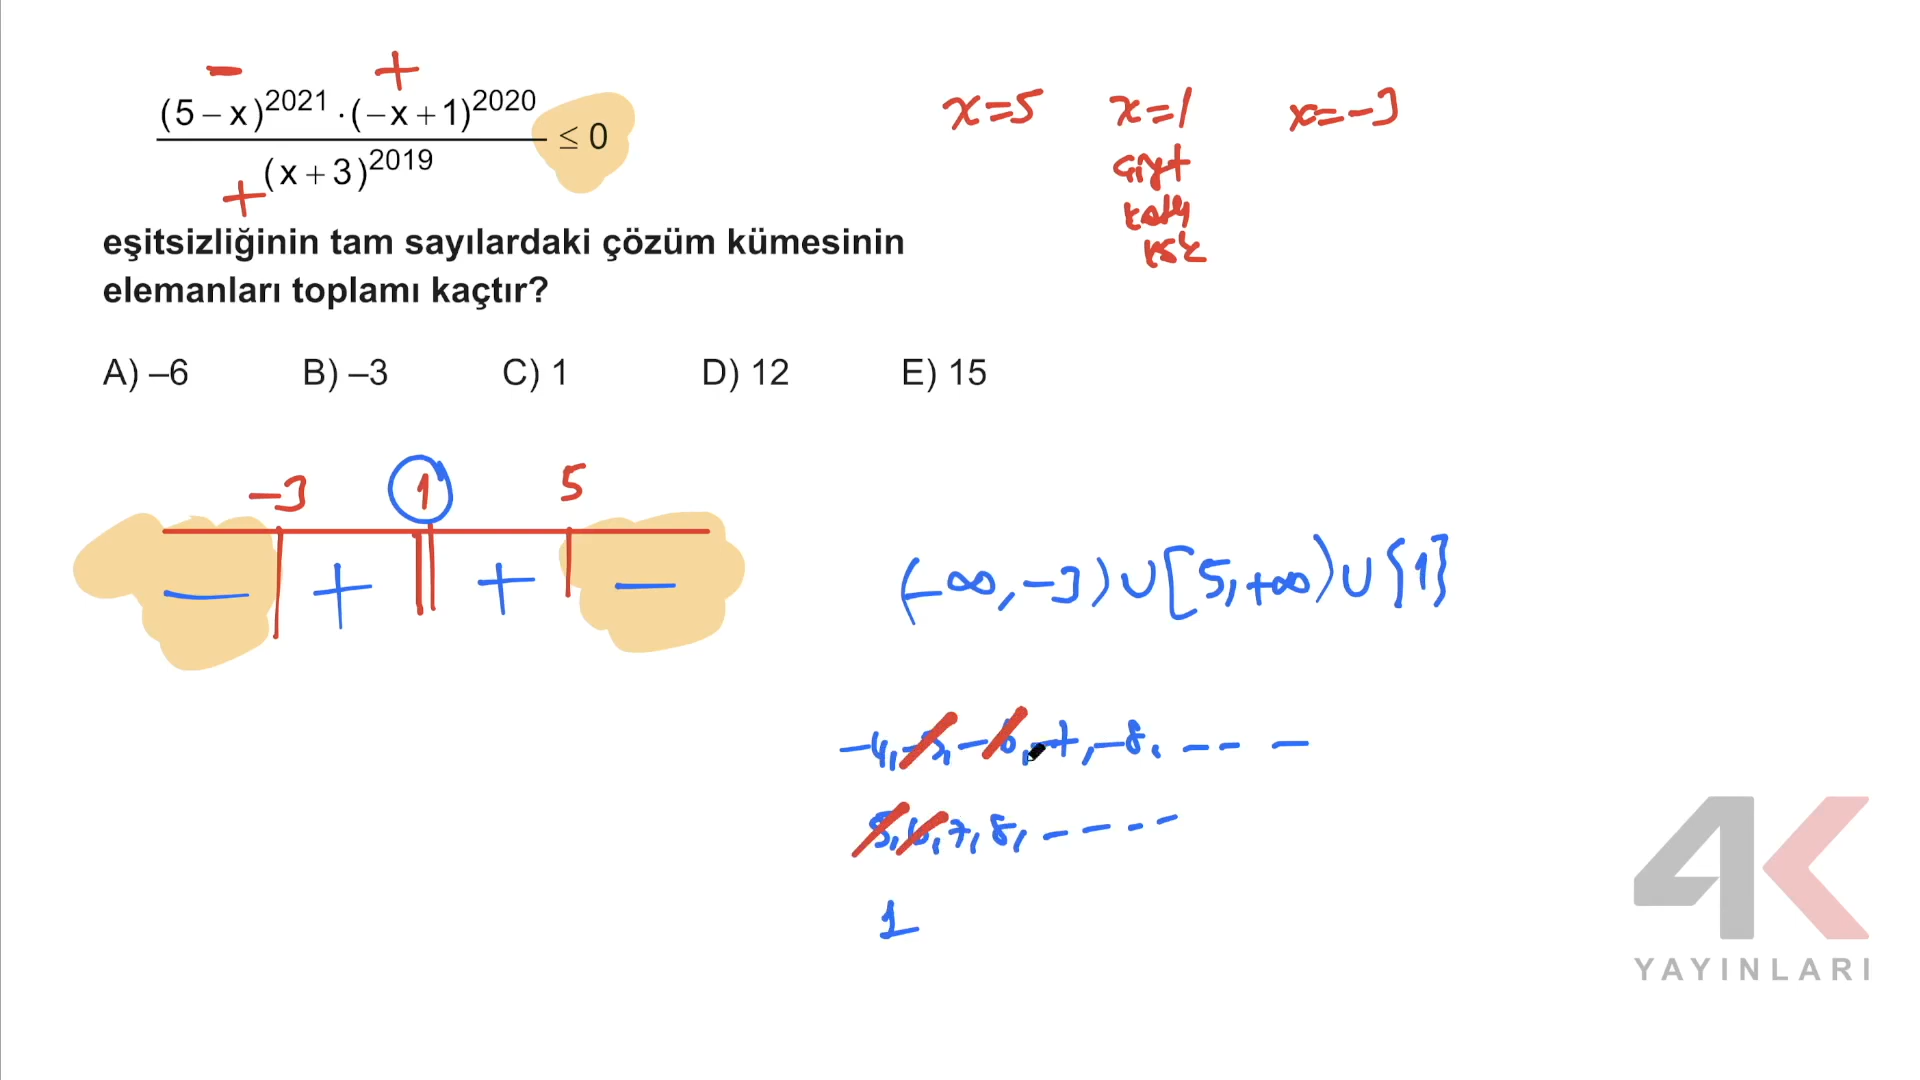 − +
(5 – x)^2021 · (–x + 1)^2020
≤ 0
(x + 3)^2019
+
eşitsizliğinin tam sayılardaki çözüm kümesinin
elemanları toplamı kaçtır?
A) –6 B) –3 C) 1 D) 12 E) 15
x=5 x=1 x=-3
çift
katlı
kök
-3 1 5
− + + −
(-∞, -3) ∪ [5, +∞) ∪ {1}
-4, -5, -6, -7, -8, -- -
5, 6, 7, 8, ----
1
4K
YAYINLARI